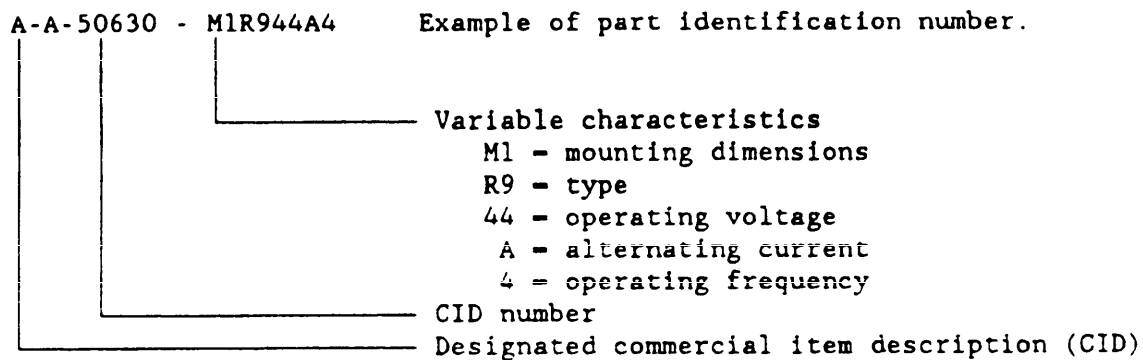 A-A-50630 - M1R944A4 Example of part identification number.
Variable characteristics
M1 = mounting dimensions
R9 = type
44 = operating voltage
A = alternating current
4 = operating frequency
CID number
Designated commercial item description (CID)